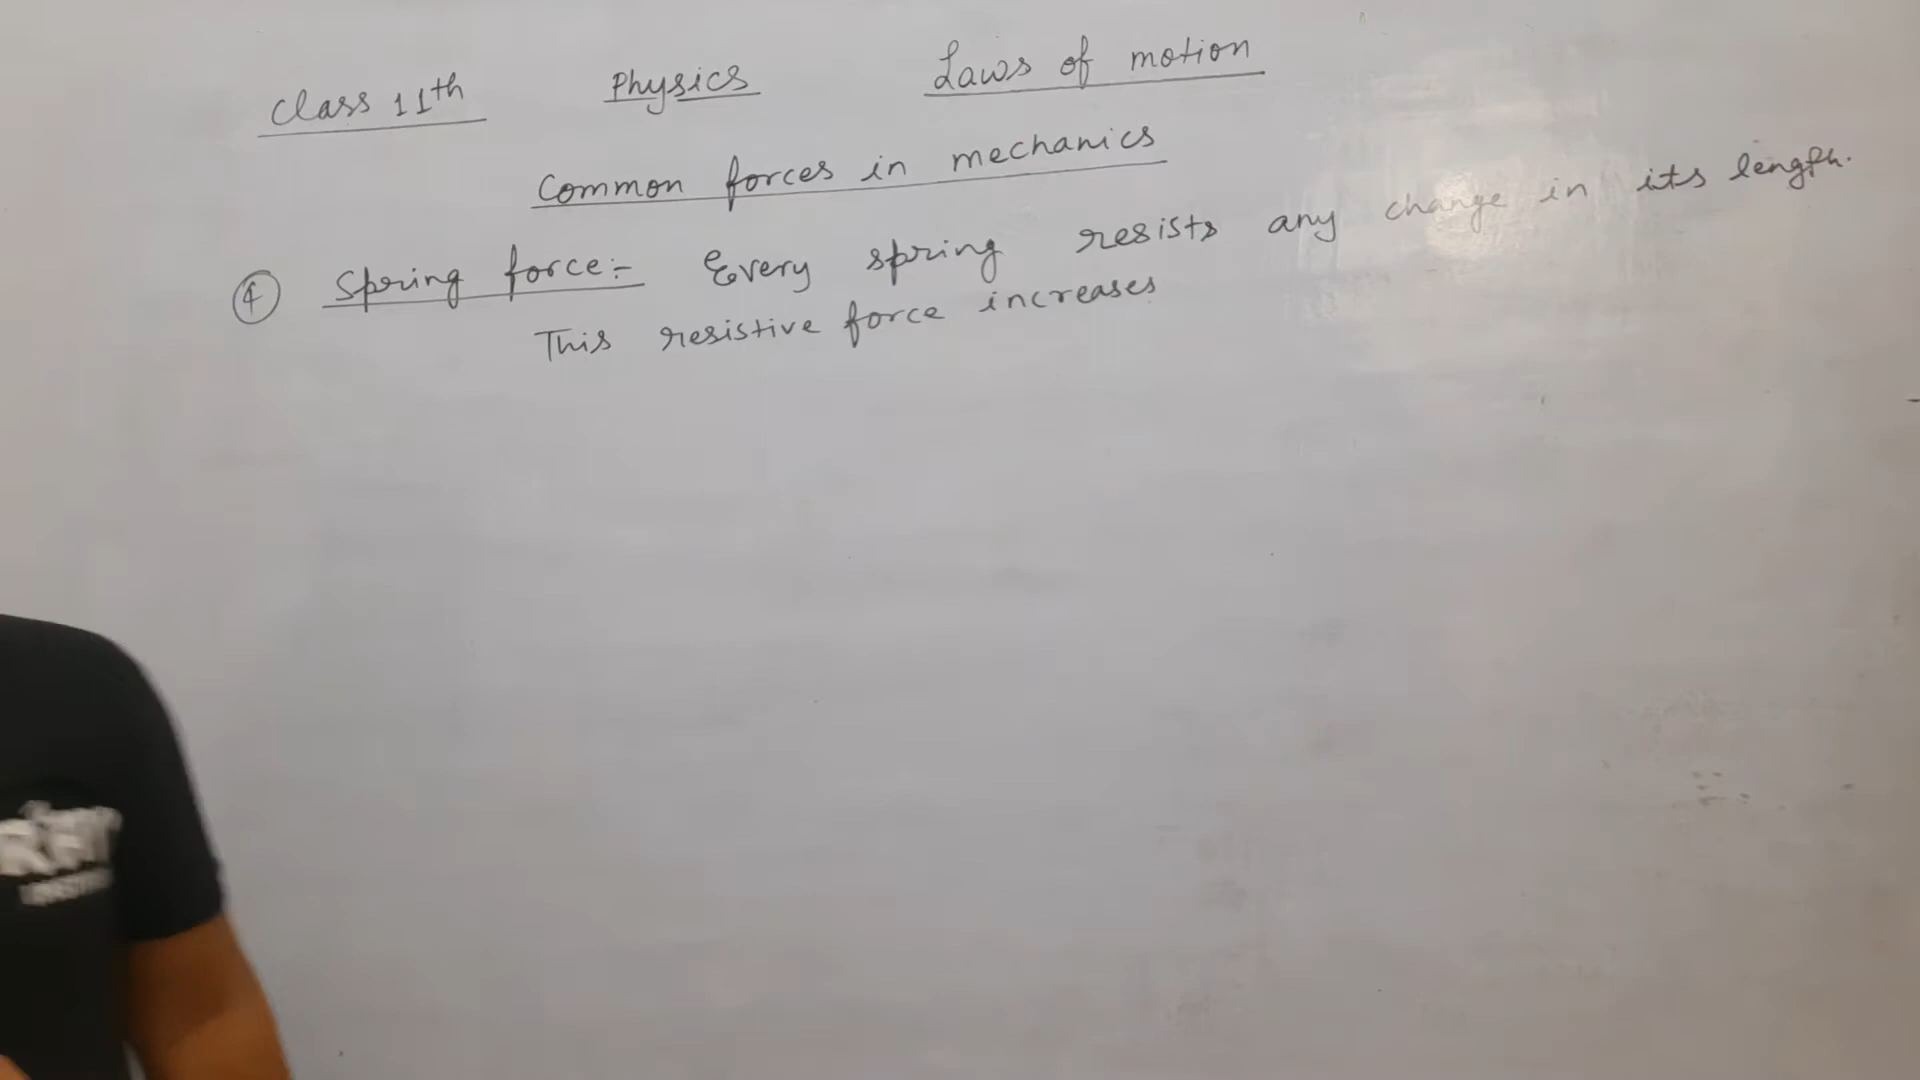 Class 11th Physics Laws of motion
Common forces in mechanics
④ Spring force:- Every spring resists any change in its length.
This resistive force increases